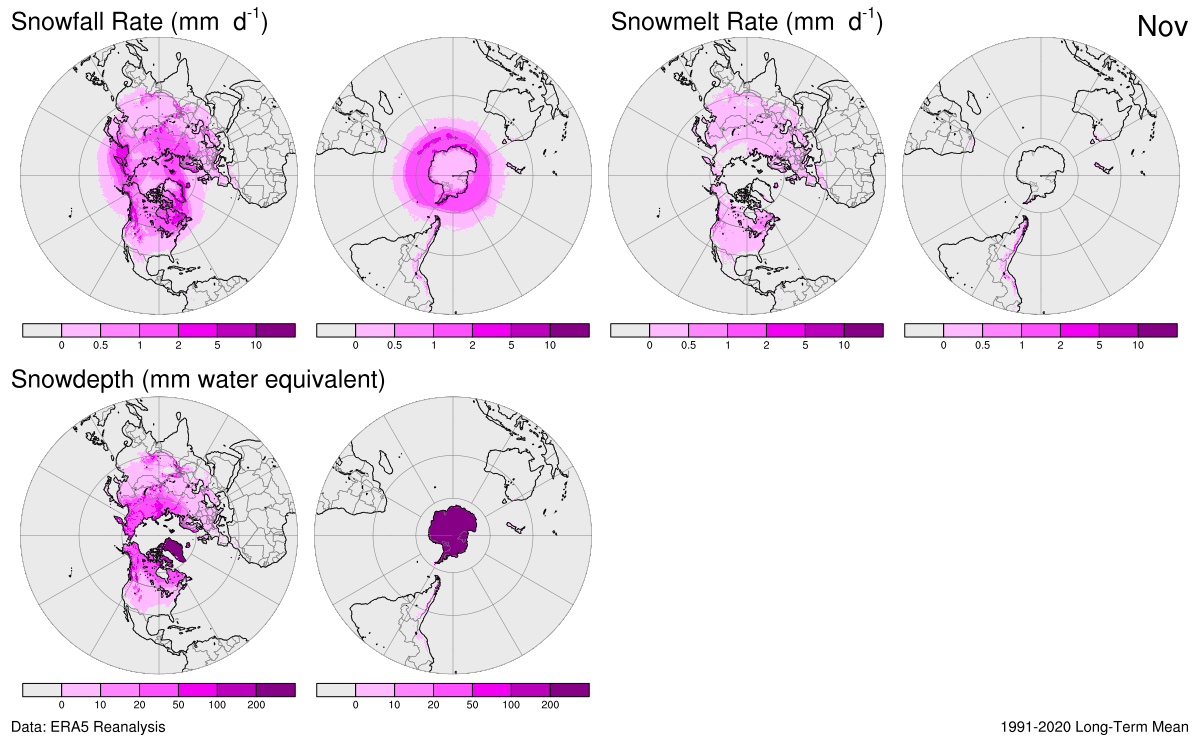 Snowfall Rate (mm d-1)
Snowmelt Rate (mm d-1)
Nov
0 0.5 1 2 5 10
0 0.5 1 2 5 10
0 0.5 1 2 5 10
0 0.5 1 2 5 10
Snowdepth (mm water equivalent)
0 10 20 50 100 200
0 10 20 50 100 200
Data: ERA5 Reanalysis
1991-2020 Long-Term Mean